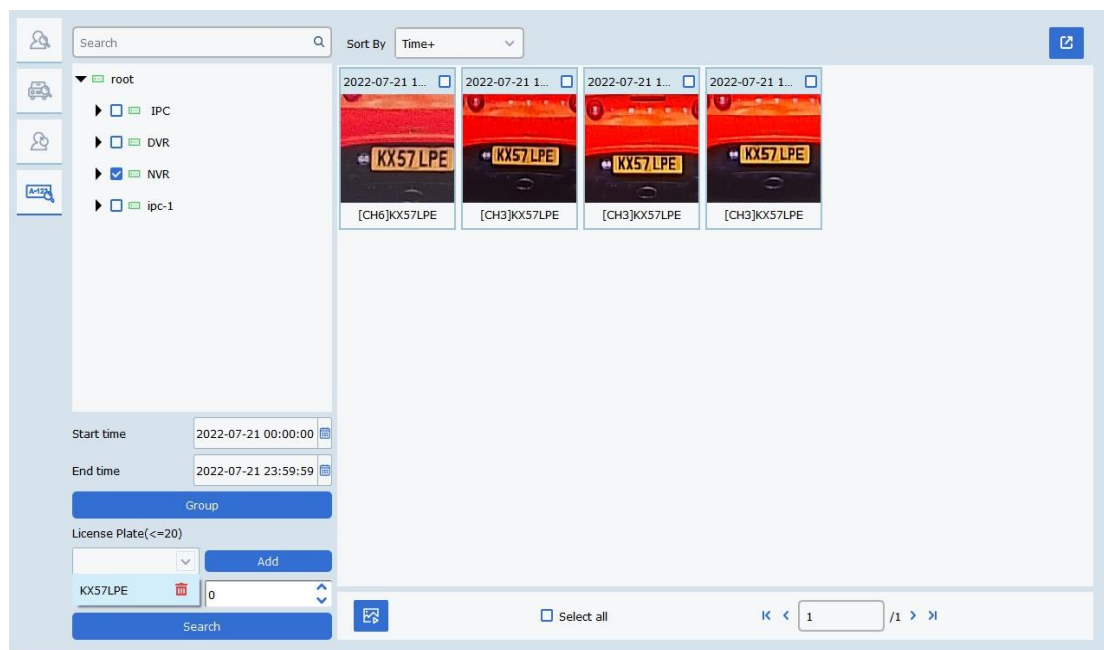 Search
Sort By Time+
root
IPC
DVR
NVR
ipc-1
A-123
2022-07-21 1... 2022-07-21 1... 2022-07-21 1... 2022-07-21 1...
KX57 LPE KX57 LPE KX57 LPE KX57 LPE
[CH6]KX57LPE [CH3]KX57LPE [CH3]KX57LPE [CH3]KX57LPE
Start time 2022-07-21 00:00:00
End time 2022-07-21 23:59:59
Group
License Plate(<=20)
Add
KX57LPE 0
Search
Select all 1 /1